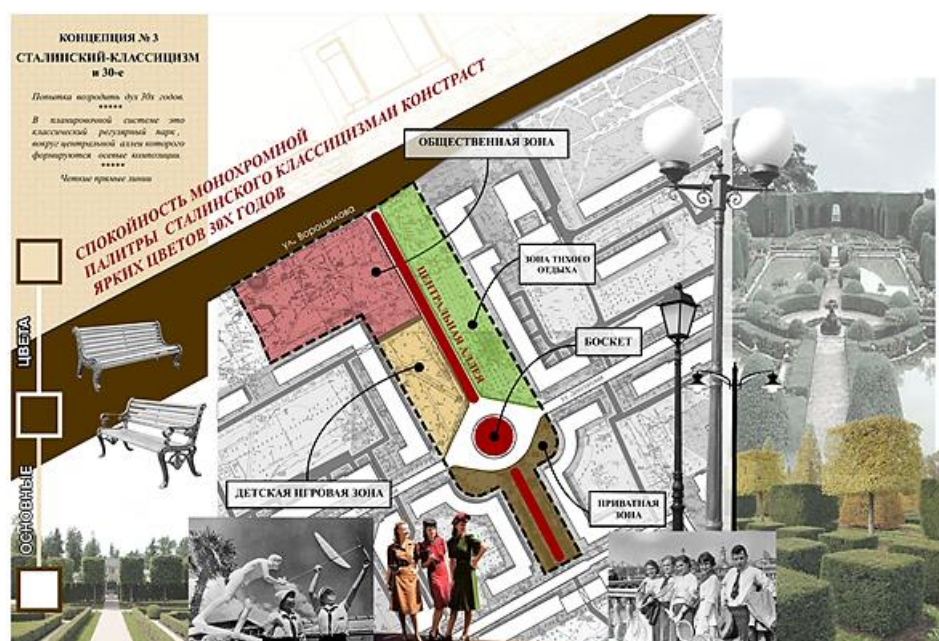 КОНЦЕПЦИЯ № 3
СТАЛИНСКИЙ-КЛАССИЦИЗМ
и 30-е
Попытка возродить дух 30х годов.
*****
В планировочной системе это
классический регулярный парк,
вокруг центральной аллеи которого
формируются осевые композиции.
*****
Четкие прямые линии
СПОКОЙНОСТЬ МОНОХРОМНОЙ
ПАЛИТРЫ СТАЛИНСКОГО КЛАССИЦИЗМАИ КОНСТРАСТ
ЯРКИХ ЦВЕТОВ 30Х ГОДОВ
ОБЩЕСТВЕННАЯ ЗОНА
ул. Ворошилова
ЗОНА ТИХОГО
ОТДЫХА
ЦЕНТРАЛЬНАЯ АЛЛЕЯ
БОСКЕТ
ДЕТСКАЯ ИГРОВАЯ ЗОНА
ПРИВАТНАЯ
ЗОНА
ОСНОВНЫЕ ЦВЕТА